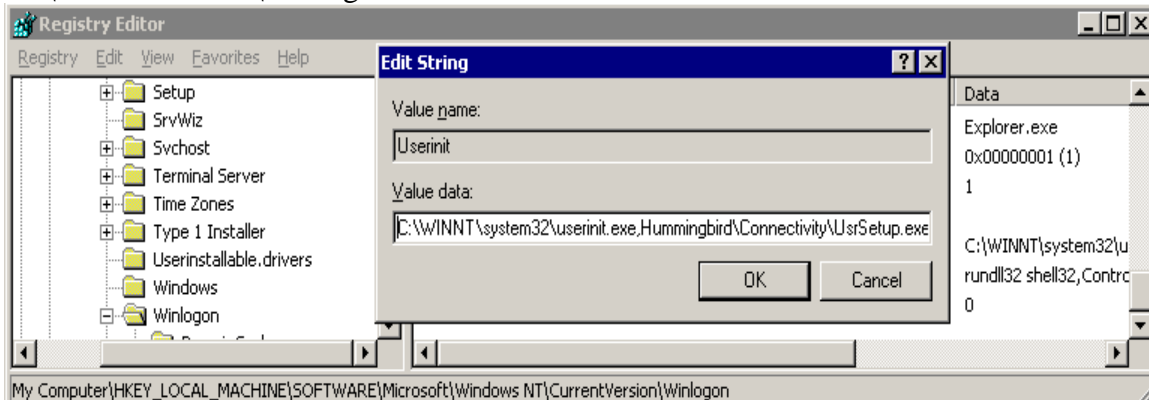 Registry Editor
Registry Edit View Favorites Help
Setup
SrvWiz
Svchost
Terminal Server
Time Zones
Type 1 Installer
Userinstallable.drivers
Windows
Winlogon
Edit String
Value name:
Userinit
Value data:
C:\WINNT\system32\userinit.exe,Hummingbird\Connectivity\UsrSetup.exe
OK Cancel
Data
Explorer.exe
0x00000001 (1)
1
C:\WINNT\system32\u
rundll32 shell32,Contrc
0
My Computer\HKEY_LOCAL_MACHINE\SOFTWARE\Microsoft\Windows NT\CurrentVersion\Winlogon